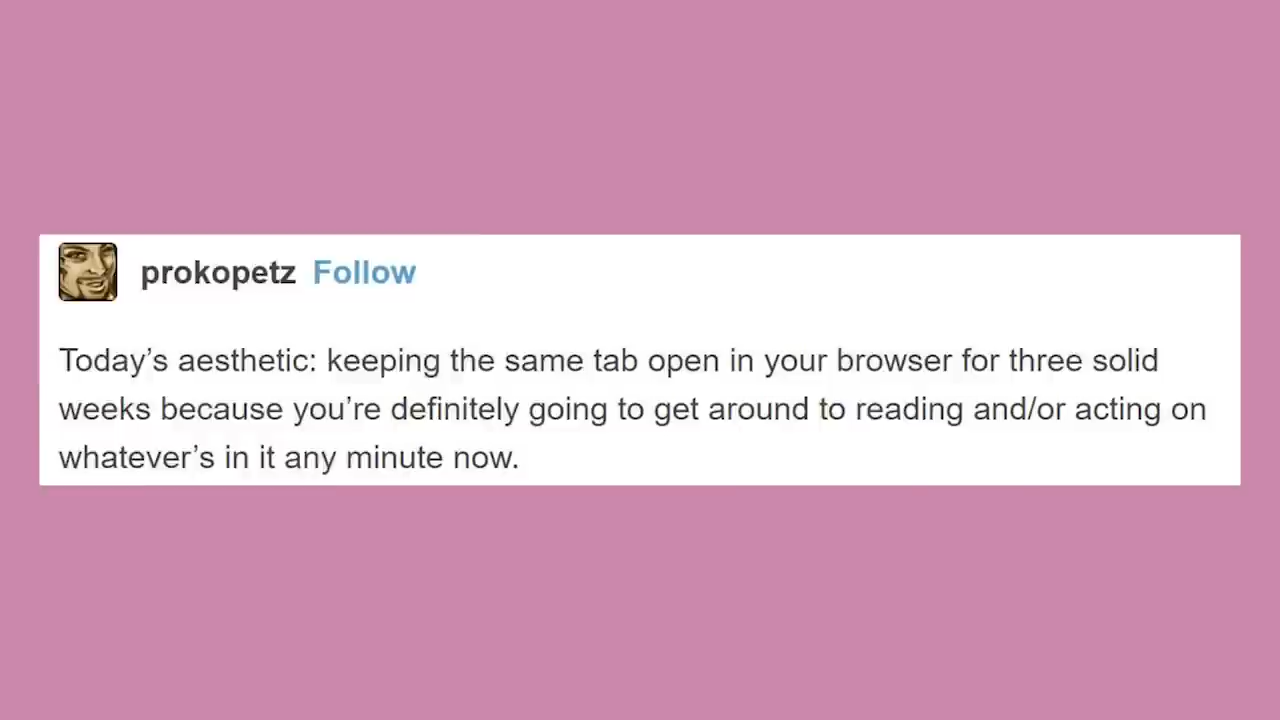 prokopetz Follow
Today’s aesthetic: keeping the same tab open in your browser for three solid
weeks because you’re definitely going to get around to reading and/or acting on
whatever’s in it any minute now.